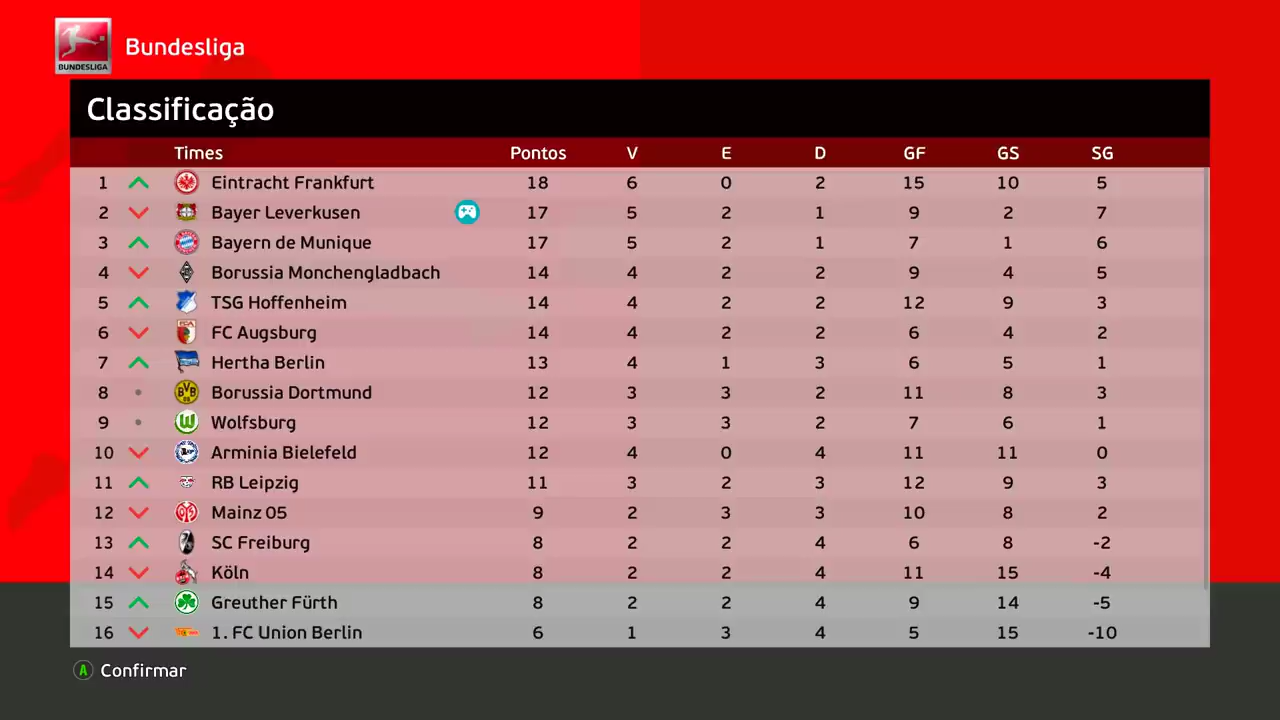 BUNDESLIGA
Bundesliga
Classificação
Times Pontos V E D GF GS SG
1 Eintracht Frankfurt 18 6 0 2 15 10 5
2 Bayer Leverkusen 17 5 2 1 9 2 7
3 Bayern de Munique 17 5 2 1 7 1 6
4 Borussia Monchengladbach 14 4 2 2 9 4 5
5 TSG Hoffenheim 14 4 2 2 12 9 3
6 FC Augsburg 14 4 2 2 6 4 2
7 Hertha Berlin 13 4 1 3 6 5 1
8 Borussia Dortmund 12 3 3 2 11 8 3
9 Wolfsburg 12 3 3 2 7 6 1
10 Arminia Bielefeld 12 4 0 4 11 11 0
11 RB Leipzig 11 3 2 3 12 9 3
12 Mainz 05 9 2 3 3 10 8 2
13 SC Freiburg 8 2 2 4 6 8 -2
14 Köln 8 2 2 4 11 15 -4
15 Greuther Fürth 8 2 2 4 9 14 -5
16 1. FC Union Berlin 6 1 3 4 5 15 -10
A Confirmar